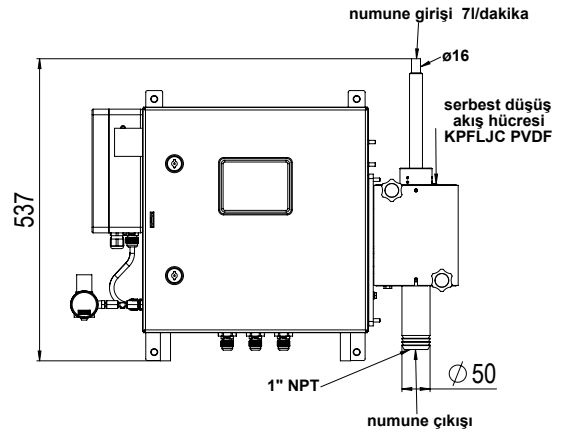 numune girişi 7l/dakika
ø16
serbest düşüş
akış hücresi
KPFLJC PVDF
537
1" NPT
∅ 50
numune çıkışı